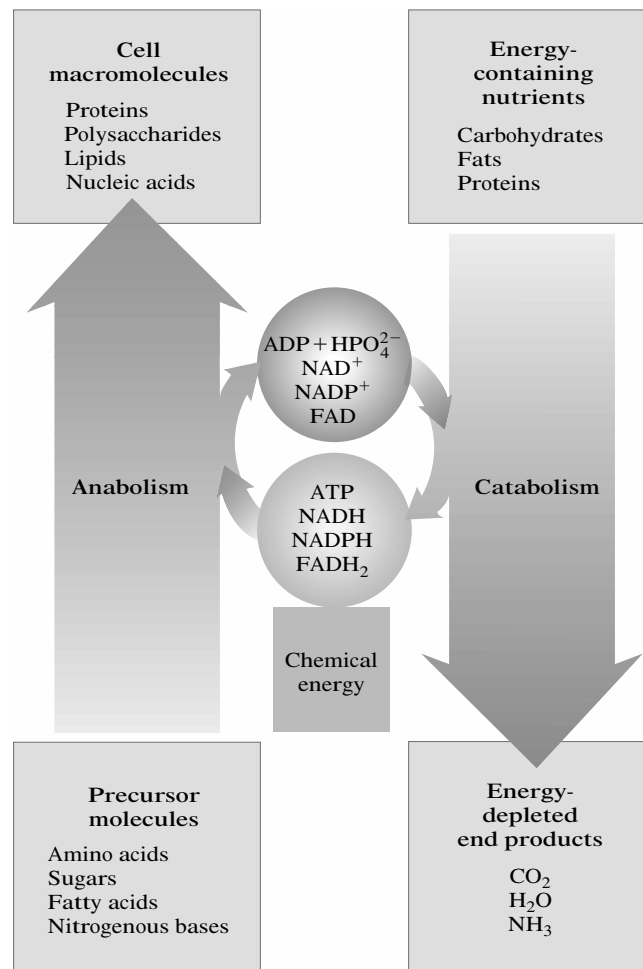 Cell
macromolecules
Proteins
Polysaccharides
Lipids
Nucleic acids
Energy-
containing
nutrients
Carbohydrates
Fats
Proteins
ADP + HPO₄²⁻
NAD⁺
NADP⁺
FAD
Anabolism
ATP
NADH
NADPH
FADH₂
Catabolism
Chemical
energy
Precursor
molecules
Amino acids
Sugars
Fatty acids
Nitrogenous bases
Energy-
depleted
end products
CO₂
H₂O
NH₃